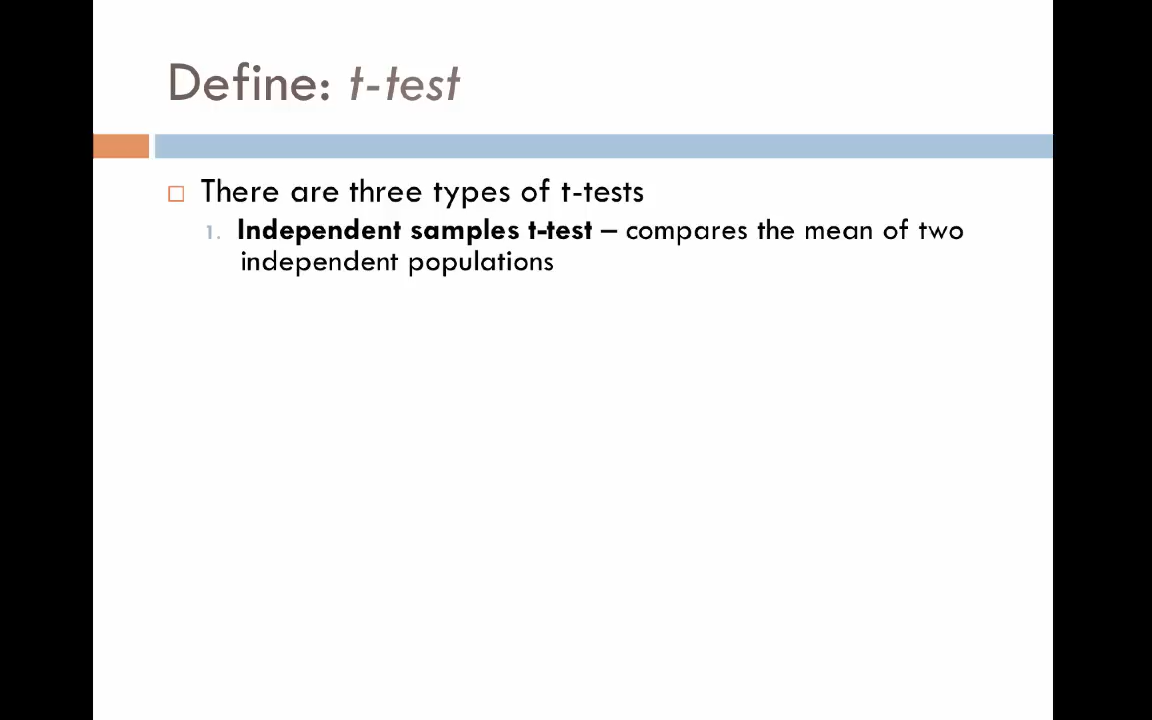 Define: t-test
There are three types of t-tests
1. Independent samples t-test – compares the mean of two
independent populations